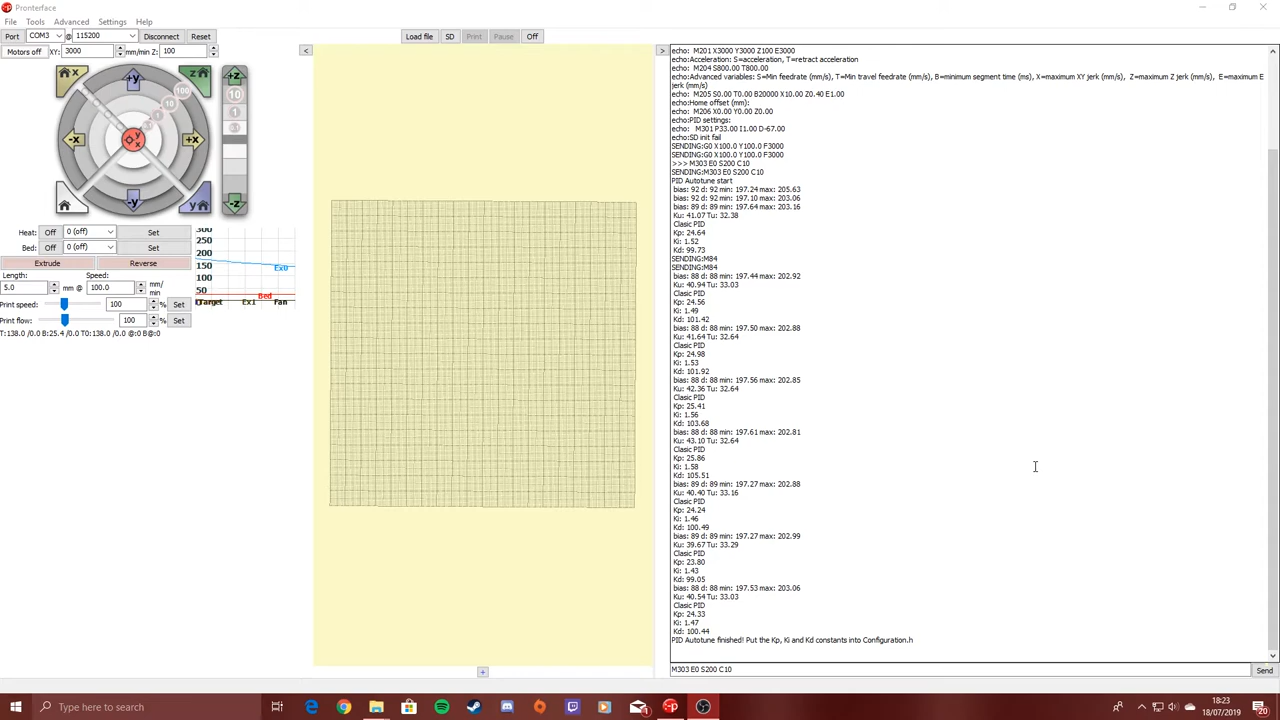 Pronterface
File Tools Advanced Settings Help
Port COM3 @ 115200 Disconnect Reset
Load file SD Print Pause Off
Motors off XY: 3000 mm/min Z: 100
< >
x +y z +z
100
10
1
-x y x +x
-y y -z
Heat: Off 0 (off) Set
Bed: Off 0 (off) Set
Extrude Reverse
Length: Speed:
5.0 mm @ 100.0 mm/
min
Print speed: 100 % Set
Print flow: 100 % Set
T:138.0 /0.0 B:25.4 /0.0 T0:138.0 /0.0 @:0 B@:0
300
250
200
150 Ex0
100
50 Bed
Target Ex1 Fan
+
echo: M201 X3000 Y3000 Z100 E3000
echo:Acceleration: S=acceleration, T=retract acceleration
echo: M204 S800.00 T800.00
echo:Advanced variables: S=Min feedrate (mm/s), T=Min travel feedrate (mm/s), B=minimum segment time (ms), X=maximum XY jerk (mm/s), Z=maximum Z jerk (mm/s), E=maximum E
jerk (mm/s)
echo: M205 S0.00 T0.00 B20000 X10.00 Z0.40 E1.00
echo:Home offset (mm):
echo: M206 X0.00 Y0.00 Z0.00
echo:PID settings:
echo: M301 P33.00 I1.00 D-67.00
echo:SD init fail
SENDING:G0 X100.0 Y100.0 F3000
SENDING:G0 X100.0 Y100.0 F3000
>>> M303 E0 S200 C10
SENDING:M303 E0 S200 C10
PID Autotune start
bias: 92 d: 92 min: 197.24 max: 205.63
bias: 92 d: 92 min: 197.10 max: 203.06
bias: 89 d: 89 min: 197.64 max: 203.16
Ku: 41.07 Tu: 32.38
Clasic PID
Kp: 24.64
Ki: 1.52
Kd: 99.73
SENDING:M84
SENDING:M84
bias: 88 d: 88 min: 197.44 max: 202.92
Ku: 40.94 Tu: 33.03
Clasic PID
Kp: 24.56
Ki: 1.49
Kd: 101.42
bias: 88 d: 88 min: 197.50 max: 202.88
Ku: 41.64 Tu: 32.64
Clasic PID
Kp: 24.98
Ki: 1.53
Kd: 101.92
bias: 88 d: 88 min: 197.56 max: 202.85
Ku: 42.36 Tu: 32.64
Clasic PID
Kp: 25.41
Ki: 1.56
Kd: 103.68
bias: 88 d: 88 min: 197.61 max: 202.81
Ku: 43.10 Tu: 32.64
Clasic PID
Kp: 25.86
Ki: 1.58
Kd: 105.51
bias: 89 d: 89 min: 197.27 max: 202.88
Ku: 40.40 Tu: 33.16
Clasic PID
Kp: 24.24
Ki: 1.46
Kd: 100.49
bias: 89 d: 89 min: 197.27 max: 202.99
Ku: 39.67 Tu: 33.29
Clasic PID
Kp: 23.80
Ki: 1.43
Kd: 99.05
bias: 88 d: 88 min: 197.53 max: 203.06
Ku: 40.54 Tu: 33.03
Clasic PID
Kp: 24.33
Ki: 1.47
Kd: 100.44
PID Autotune finished! Put the Kp, Ki and Kd constants into Configuration.h
M303 E0 S200 C10 Send
Type here to search
18:23
18/07/2019
20